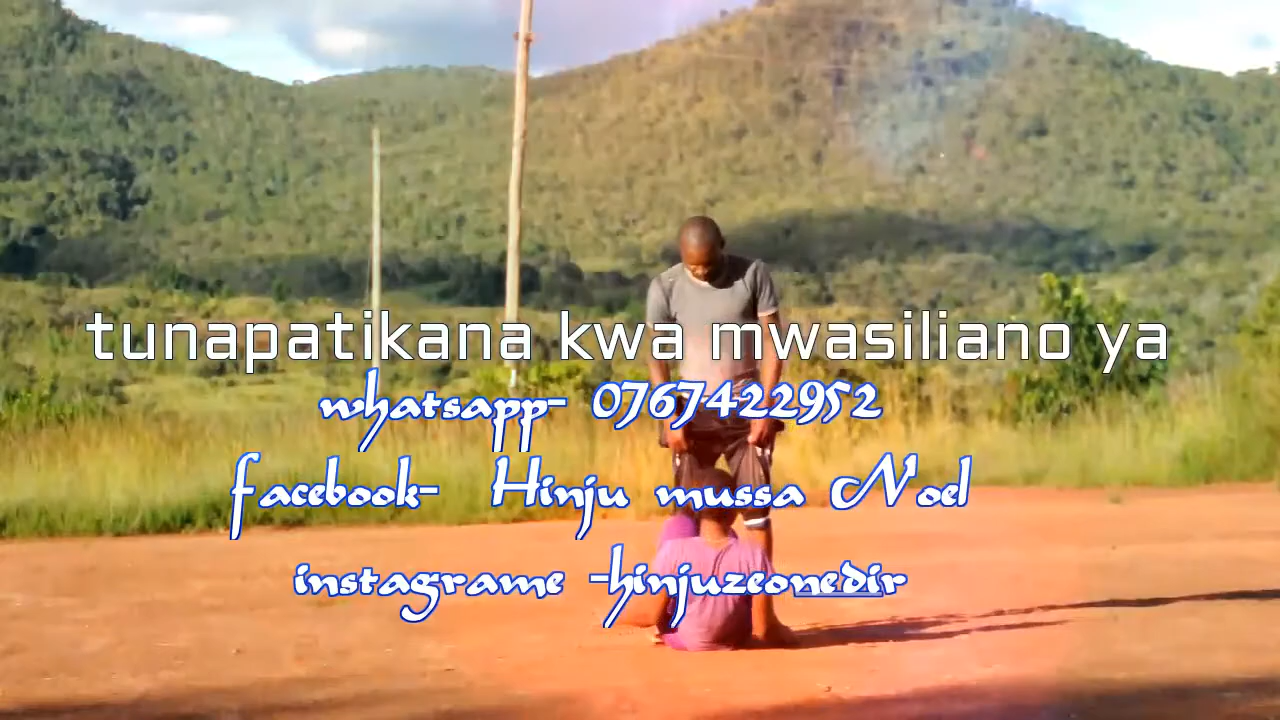 tunapatikana kwa mwasiliano ya
whatsapp- 0767422952
facebook- Hinju mussa Noel
instagrame -hinjuzeonedir